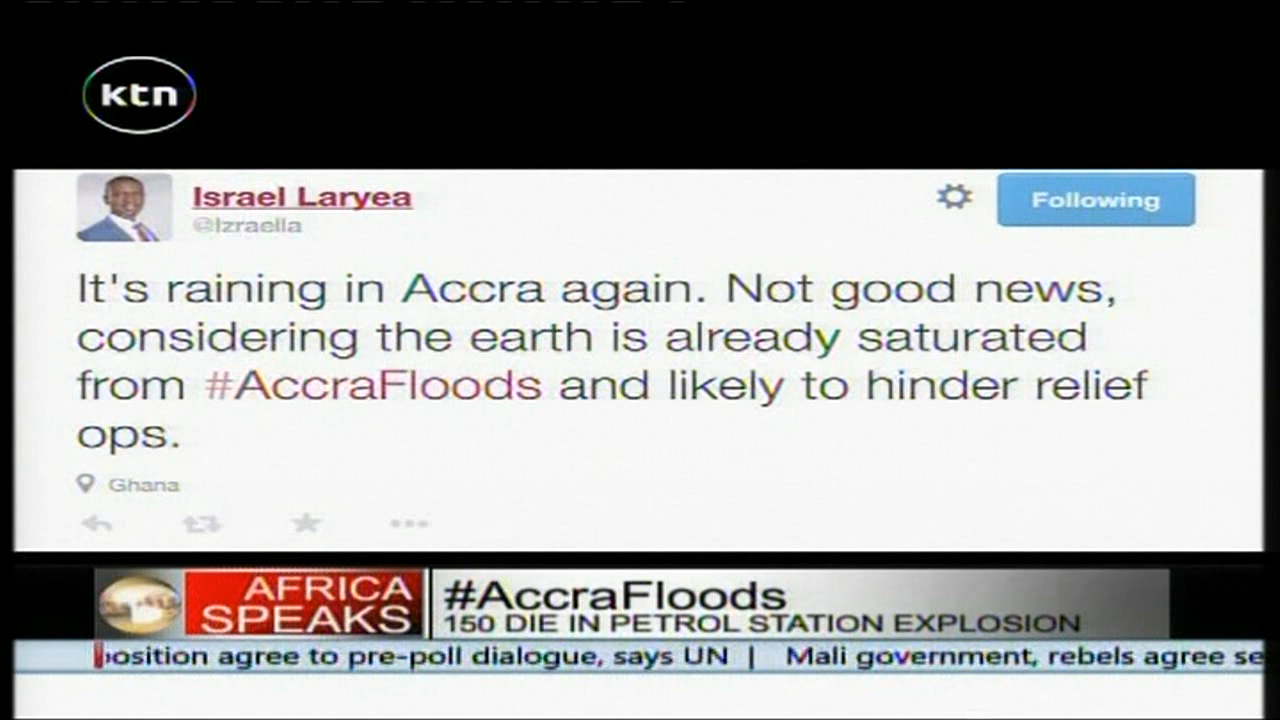 ktn
Israel Laryea
@Izraella
Following
It's raining in Accra again. Not good news,
considering the earth is already saturated
from #AccraFloods and likely to hinder relief
ops.
Ghana
AFRICA
SPEAKS
#AccraFloods
150 DIE IN PETROL STATION EXPLOSION
osition agree to pre-poll dialogue, says UN | Mali government, rebels agree se